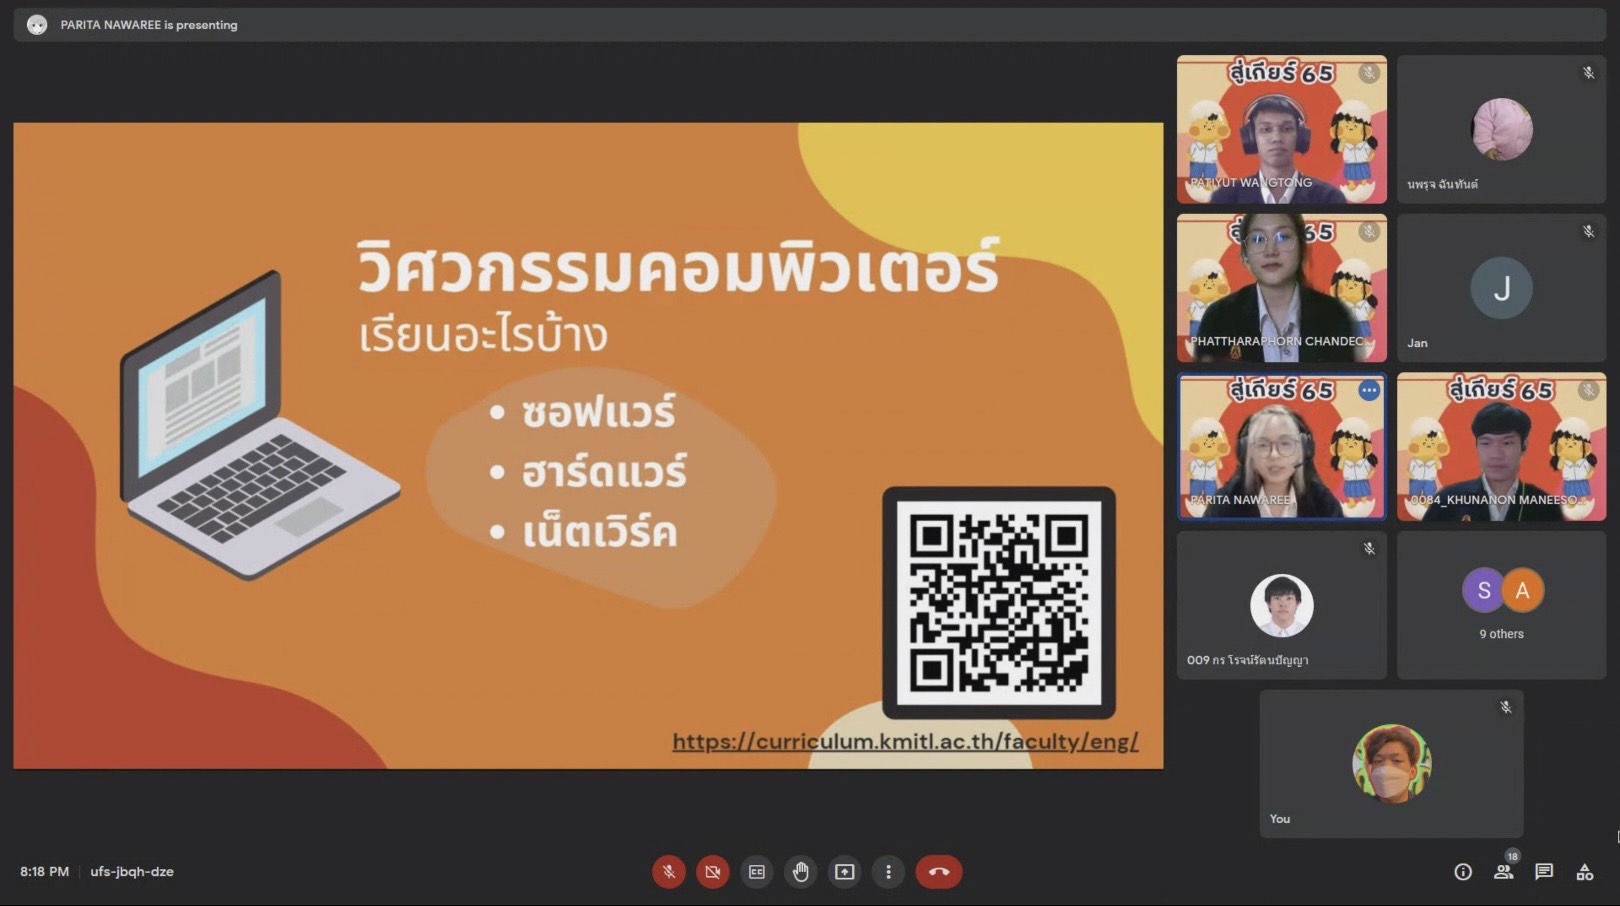 PARITA NAWAREE is presenting
วิศวกรรมคอมพิวเตอร์
เรียนอะไรบ้าง
• ซอฟแวร์
• ฮาร์ดแวร์
• เน็ตเวิร์ค
https://curriculum.kmitl.ac.th/faculty/eng/
สู่เกียร์ 65
PATIYUT WANGTONG
นพรุจ ฉันทันต์
65
PHATTHARAPHORN CHANDEC...
J
Jan
สู่เกียร์ 65
PARITA NAWAREE
สู่เกียร์ 65
0084_KHUNANON MANEESO...
009 กร โรจน์รัตนปัญญา
S A
9 others
You
8:18 PM
ufs-jbqh-dze
CC
18